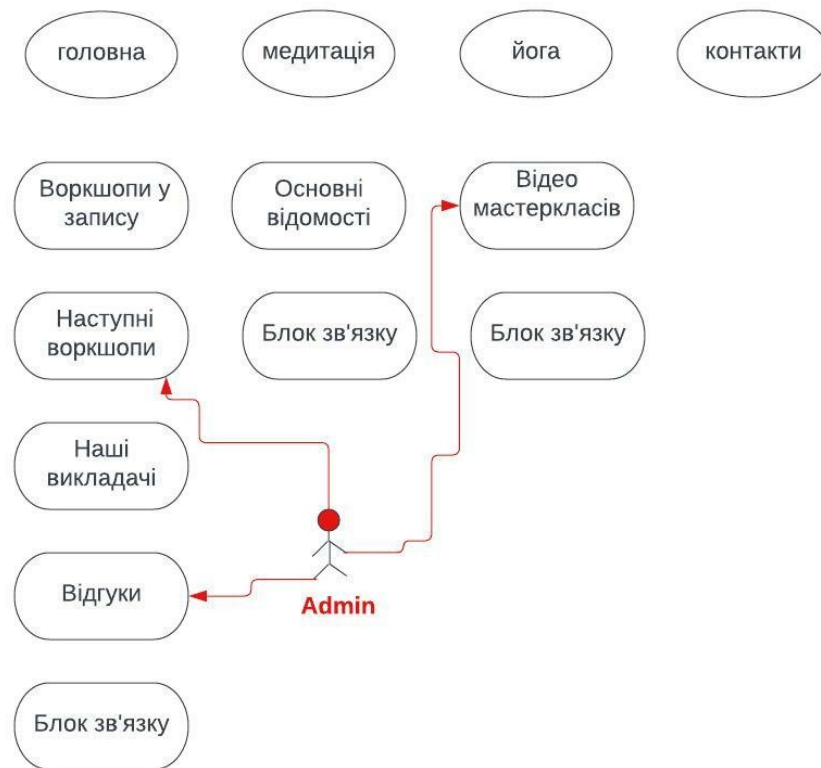 головна
медитація
йога
контакти
Воркшопи у
запису
Основні
відомості
Відео
мастеркласів
Наступні
воркшопи
Блок зв'язку
Блок зв'язку
Наші
викладачі
Відгуки
Admin
Блок зв'язку